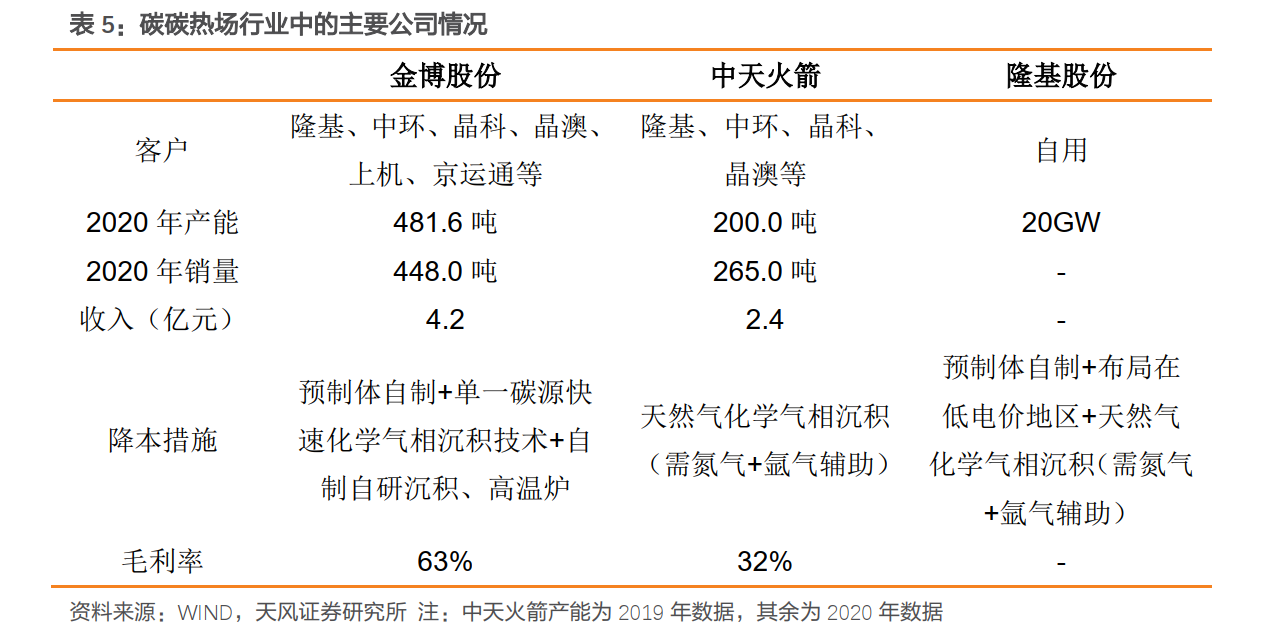 表 5：碳碳热场行业中的主要公司情况
金博股份 中天火箭 隆基股份
客户 隆基、中环、晶科、晶澳、上机、京运通等 隆基、中环、晶科、晶澳等 自用
2020 年产能 481.6 吨 200.0 吨 20GW
2020 年销量 448.0 吨 265.0 吨 -
收入（亿元） 4.2 2.4 -
降本措施 预制体自制+单一碳源快速化学气相沉积技术+自制自研沉积、高温炉 天然气化学气相沉积（需氮气+氩气辅助） 预制体自制+布局在低电价地区+天然气化学气相沉积（需氮气+氩气辅助）
毛利率 63% 32% -
资料来源：WIND，天风证券研究所 注：中天火箭产能为 2019 年数据，其余为 2020 年数据